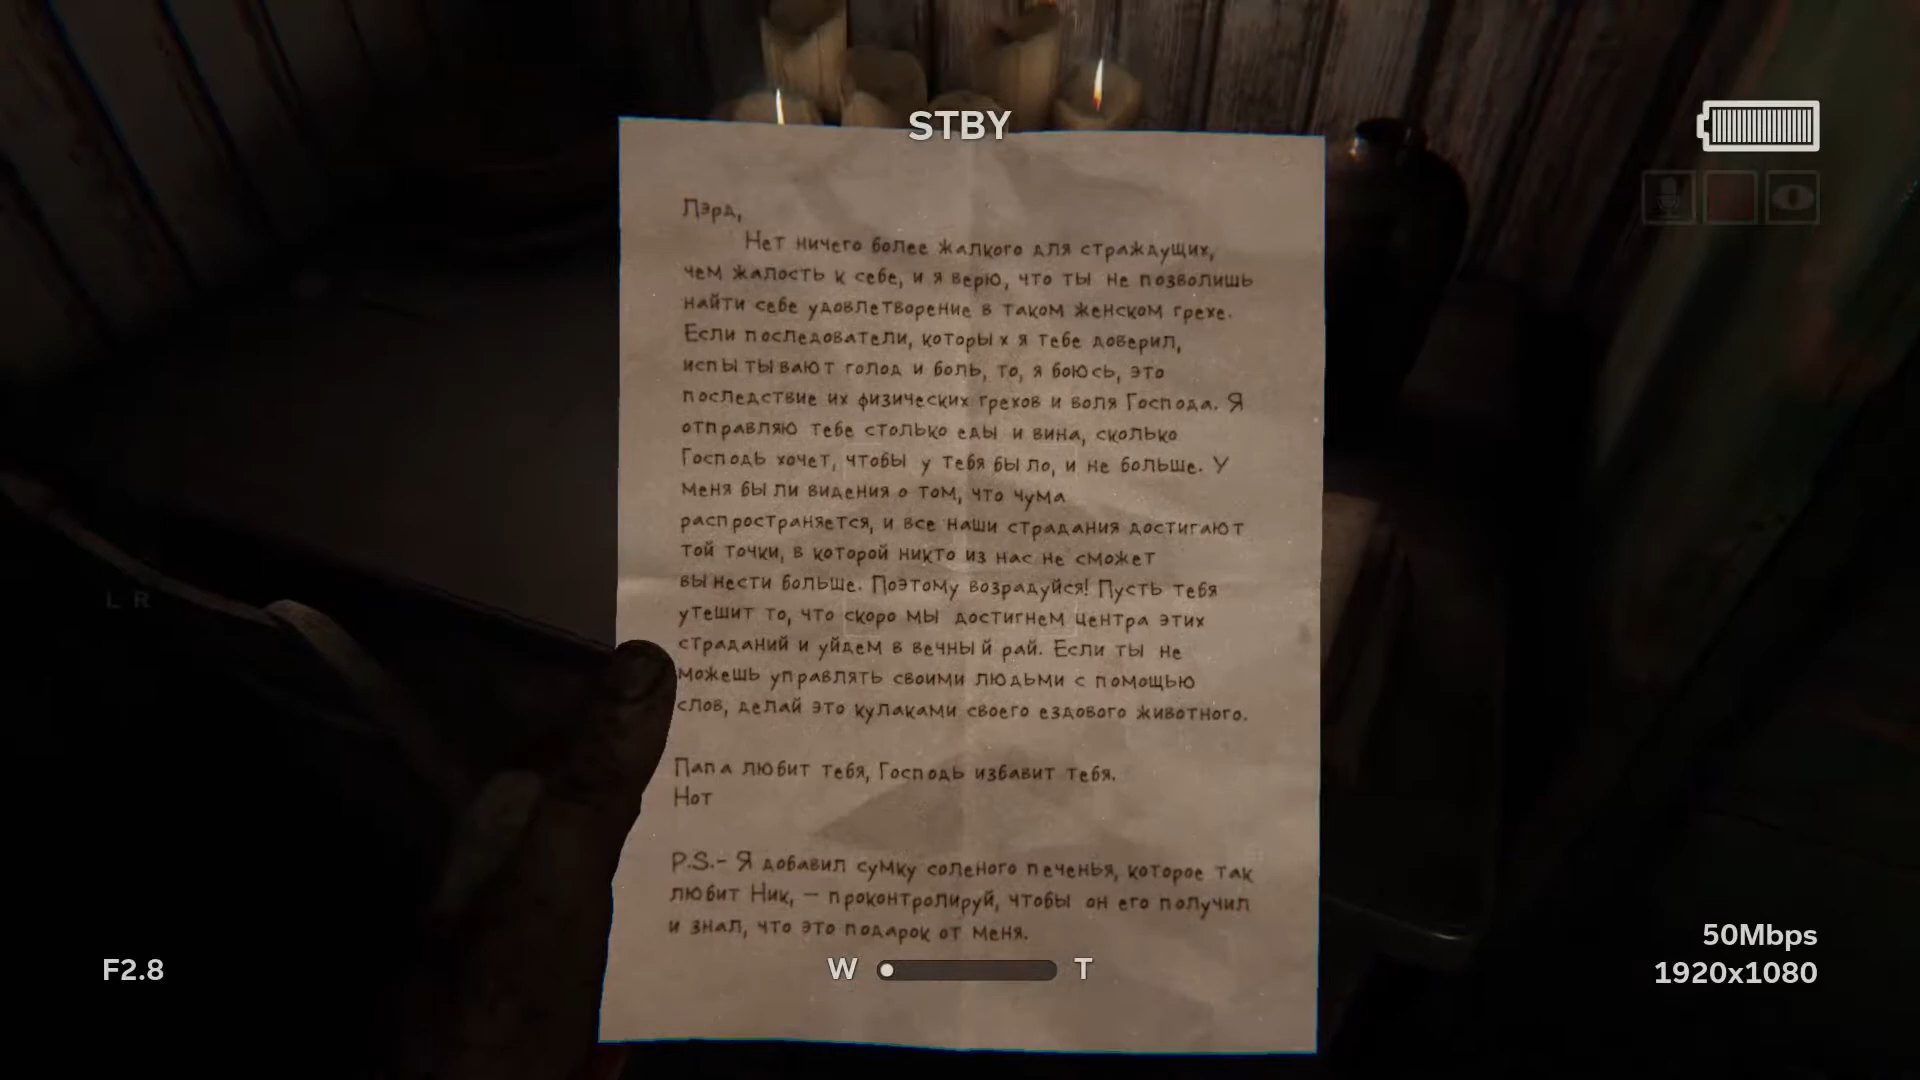 STBY
Лэрд,
Нет ничего более жалкого для страждущих,
чем жалость к себе, и я верю, что ты не позволишь
найти себе удовлетворение в таком женском грехе.
Если последователи, которых я тебе доверил,
испытывают голод и боль, то, я боюсь, это
последствие их физических грехов и воля Господа. Я
отправляю тебе столько еды и вина, сколько
Господь хочет, чтобы у тебя было, и не больше. У
меня были видения о том, что чума
распространяется, и все наши страдания достигают
той точки, в которой никто из нас не сможет
вынести больше. Поэтому возрадуйся! Пусть тебя
утешит то, что скоро мы достигнем центра этих
страданий и уйдем в вечный рай. Если ты не
можешь управлять своими людьми с помощью
слов, делай это кулаками своего ездового животного.
Папа любит тебя, Господь избавит тебя.
Нот
P.S.- Я добавил сумку соленого печенья, которое так
любит Ник, — проконтролируй, чтобы он его получил
и знал, что это подарок от меня.
L R
F2.8
W T
50Mbps
1920x1080